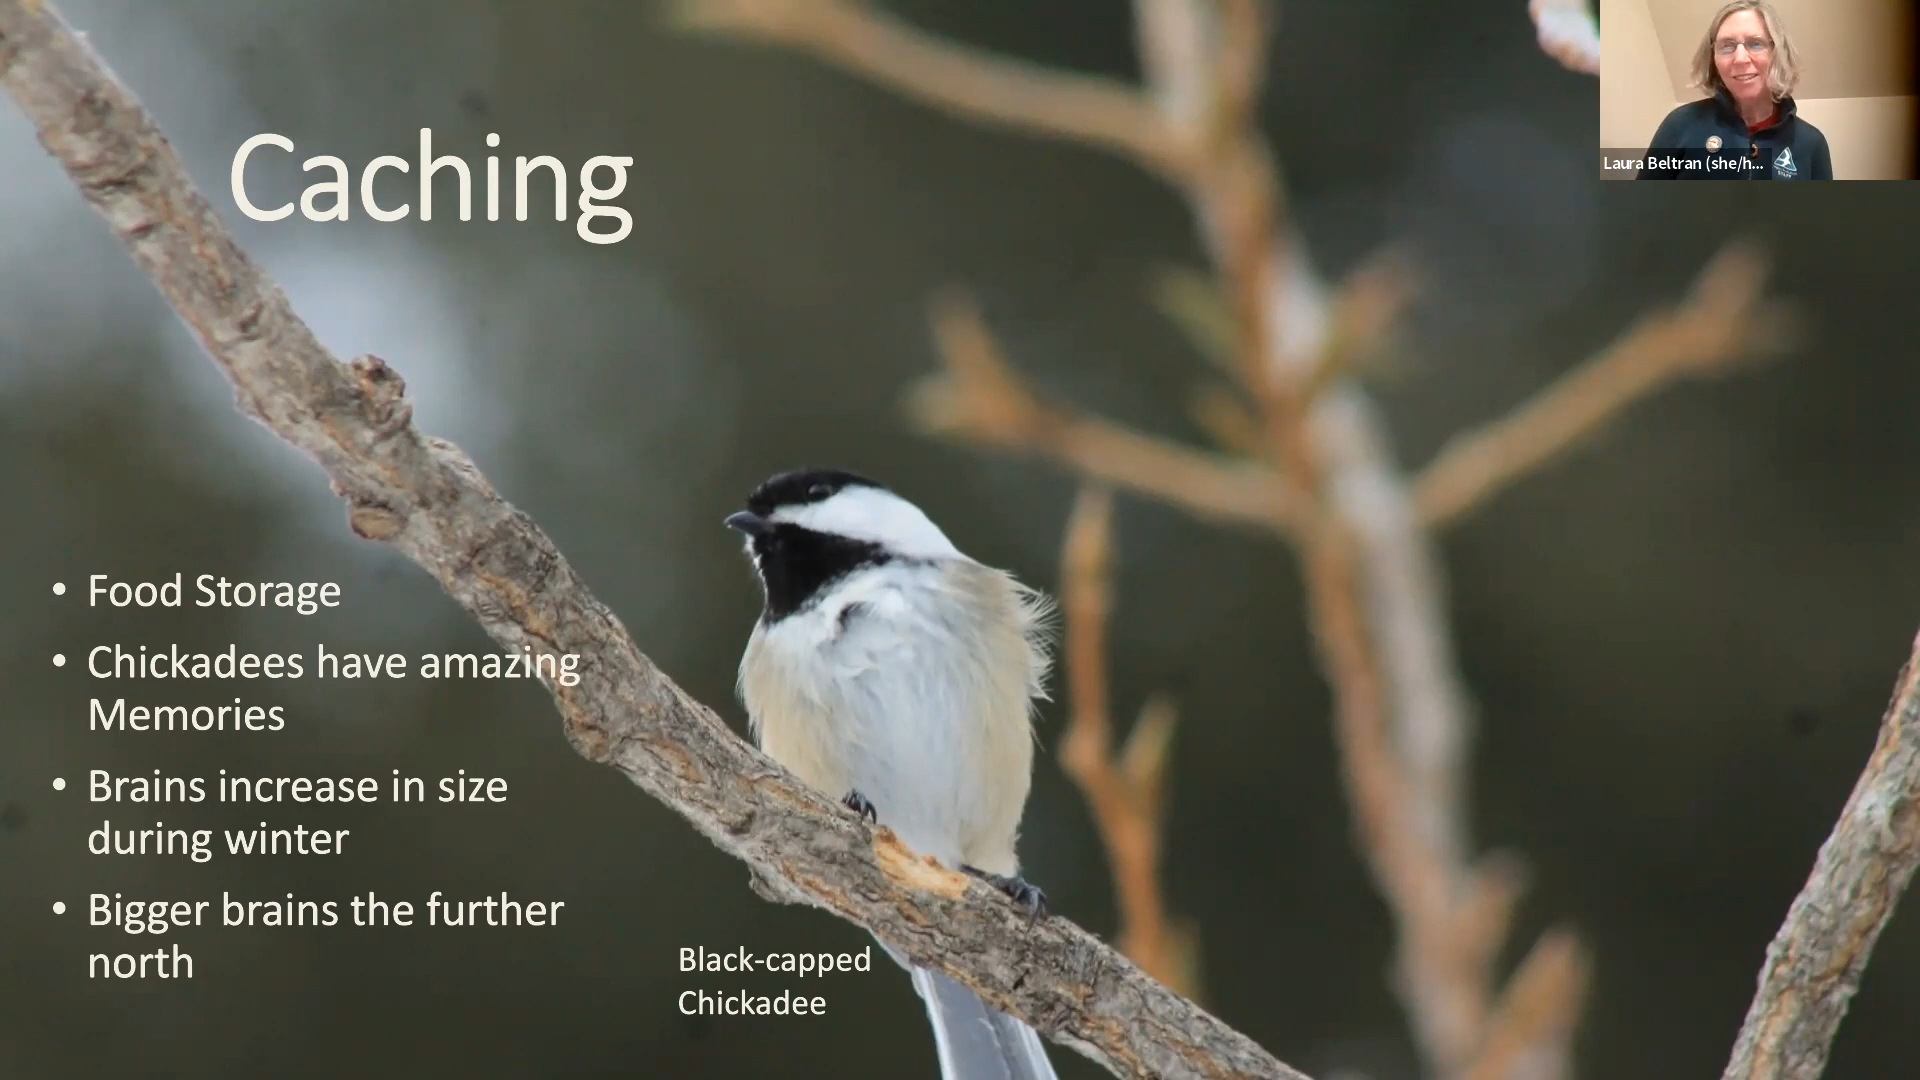 Caching
Laura Beltran (she/h...
• Food Storage
• Chickadees have amazing
Memories
• Brains increase in size
during winter
• Bigger brains the further
north
Black-capped
Chickadee